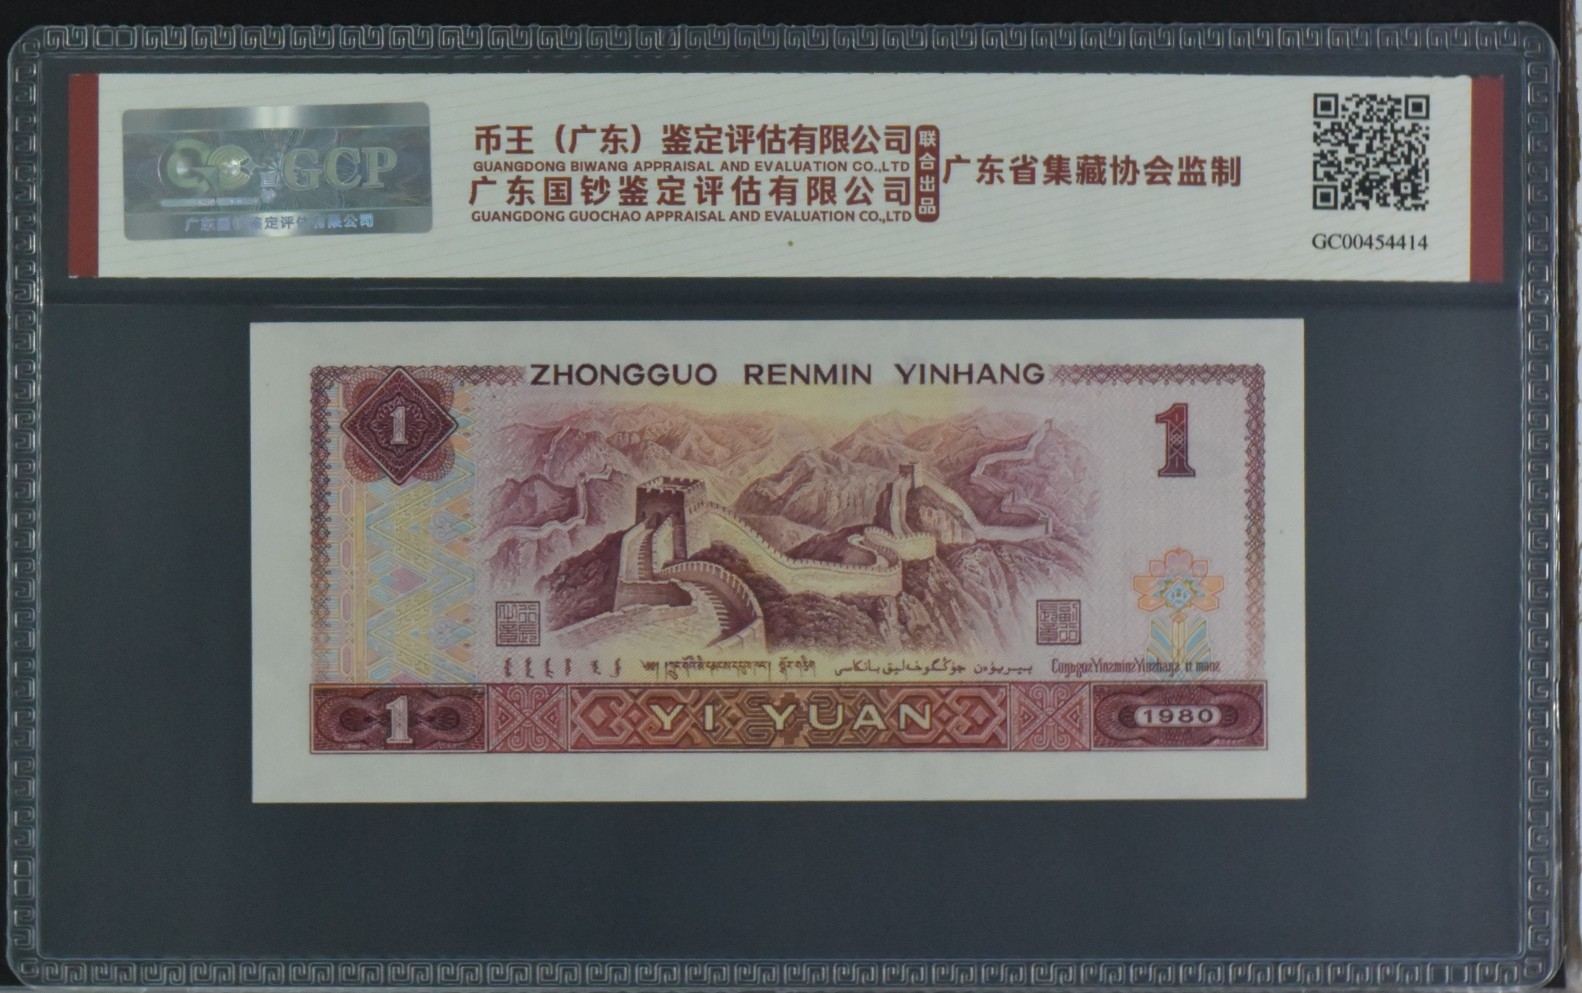 GCP
币王（广东）鉴定评估有限公司
GUANGDONG BIWANG APPRAISAL AND EVALUATION CO.,LTD
广东国钞鉴定评估有限公司
GUANGDONG GUOCHAO APPRAISAL AND EVALUATION CO.,LTD
联合出品
广东省集藏协会监制
GC00454414
ZHONGGUO RENMIN YINHANG
1
1
1
YI YUAN
1980